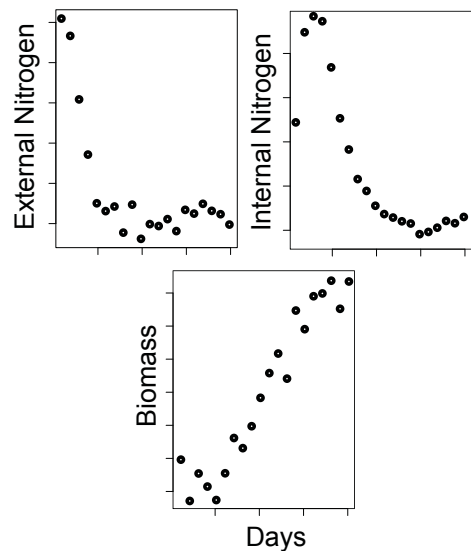 External Nitrogen
Internal Nitrogen
Biomass
Days